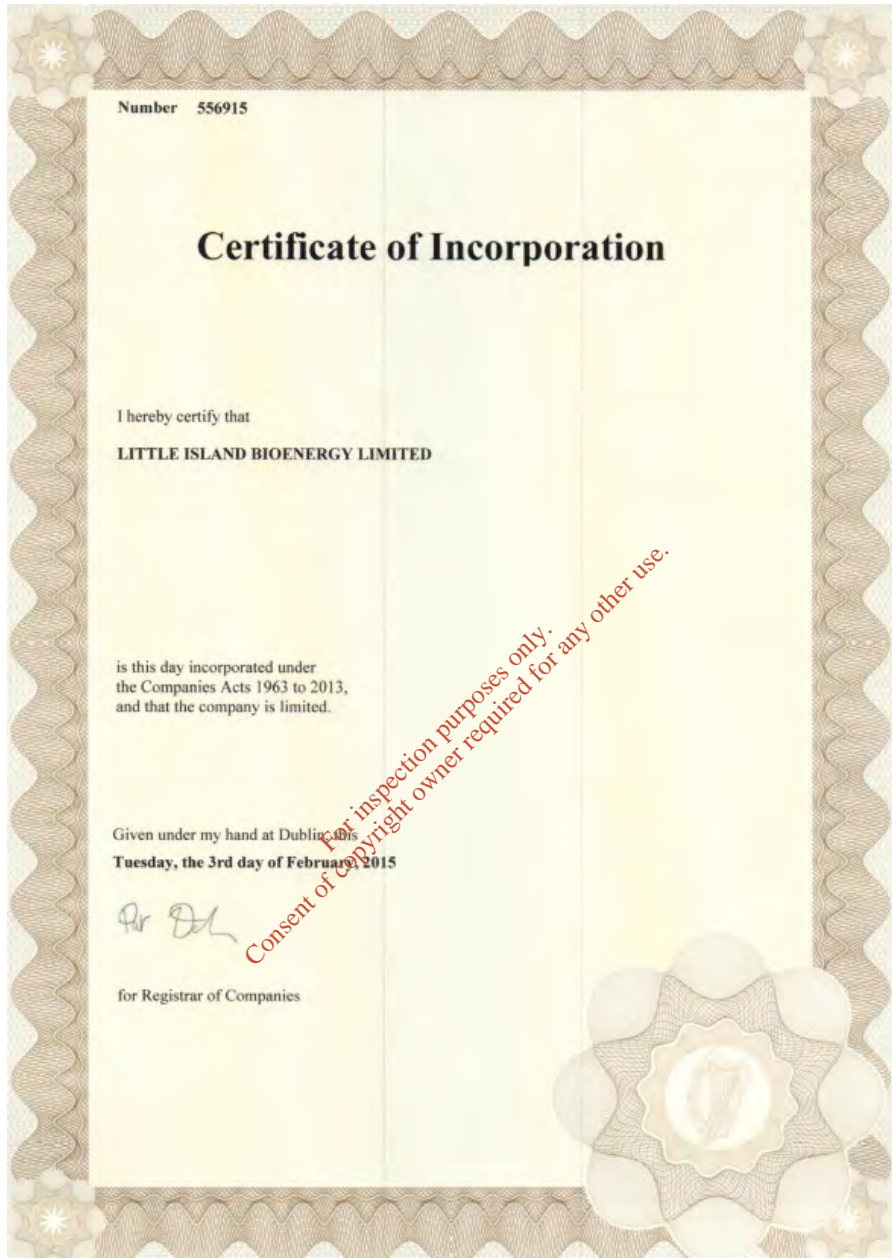 Number 556915
Certificate of Incorporation
I hereby certify that
LITTLE ISLAND BIOENERGY LIMITED
is this day incorporated under
the Companies Acts 1963 to 2013,
and that the company is limited.
Given under my hand at Dublin, this
Tuesday, the 3rd day of February, 2015
for Registrar of Companies
For inspection purposes only.
Consent of copyright owner required for any other use.